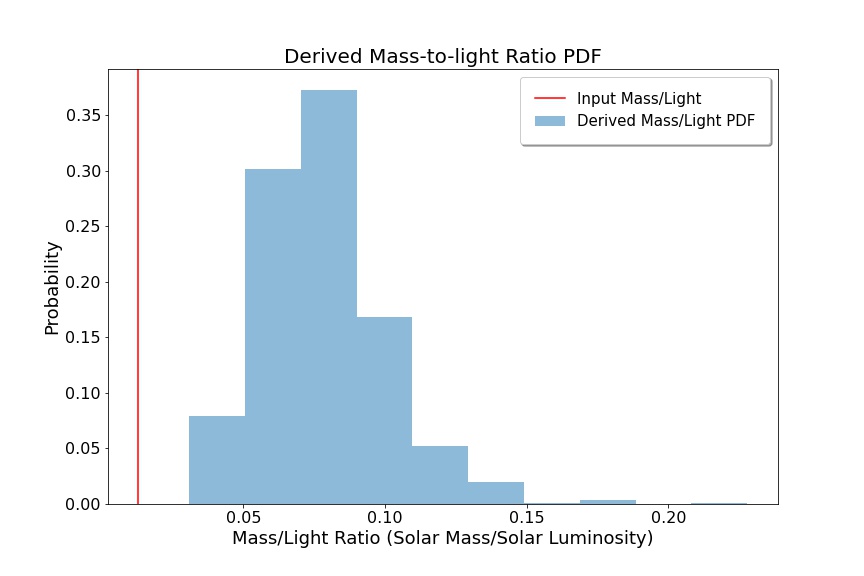 Derived Mass-to-light Ratio PDF
Input Mass/Light
Derived Mass/Light PDF
Probability
0.35
0.30
0.25
0.20
0.15
0.10
0.05
0.00
0.05
0.10
0.15
0.20
Mass/Light Ratio (Solar Mass/Solar Luminosity)